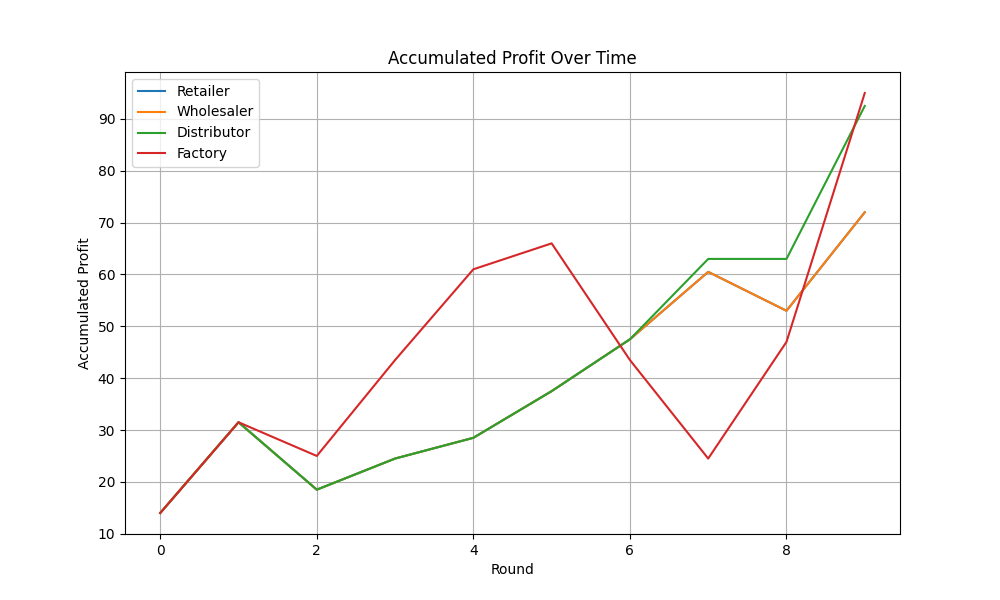 Accumulated Profit Over Time
Retailer
Wholesaler
Distributor
Factory
90
80
70
60
50
40
30
20
10
Accumulated Profit
0 2 4 6 8
Round